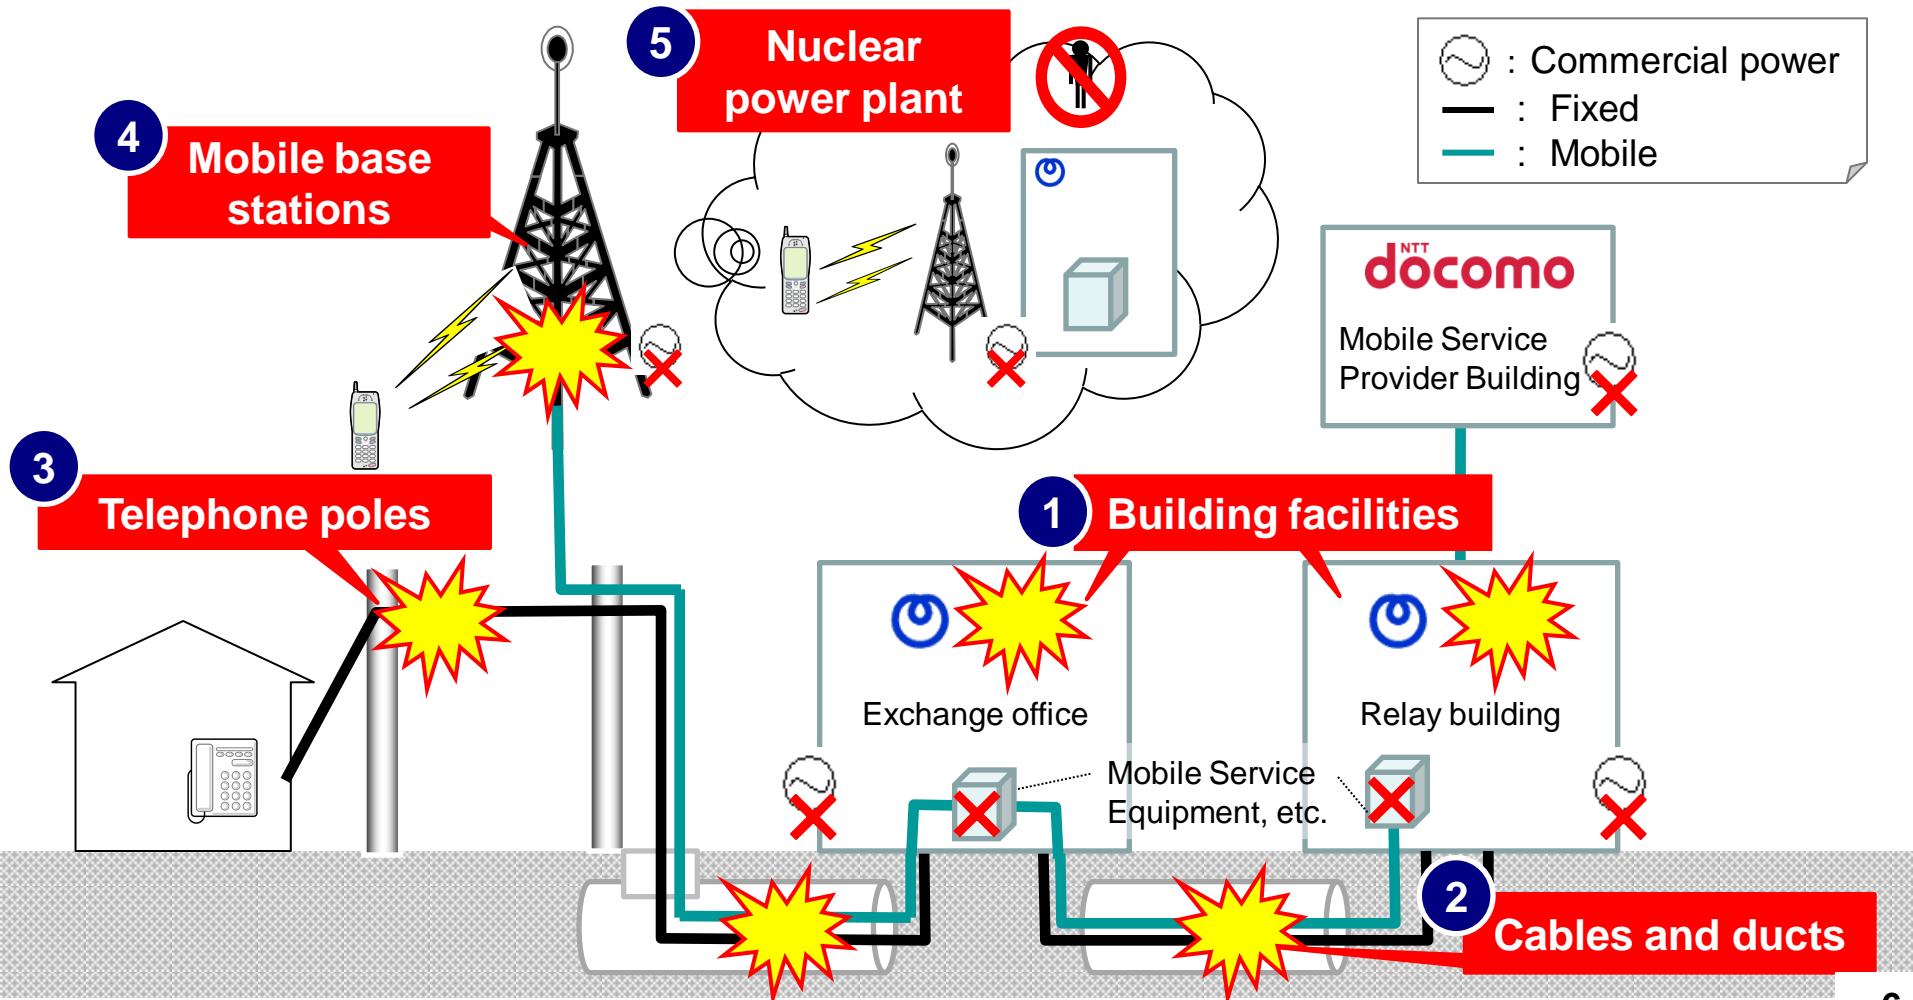 5
Nuclear
power plant
: Commercial power
: Fixed
: Mobile
4
Mobile base
stations
NTT
docomo
Mobile Service
Provider Building
3
Telephone poles
1
Building facilities
Exchange office
Relay building
Mobile Service
Equipment, etc.
2
Cables and ducts
6